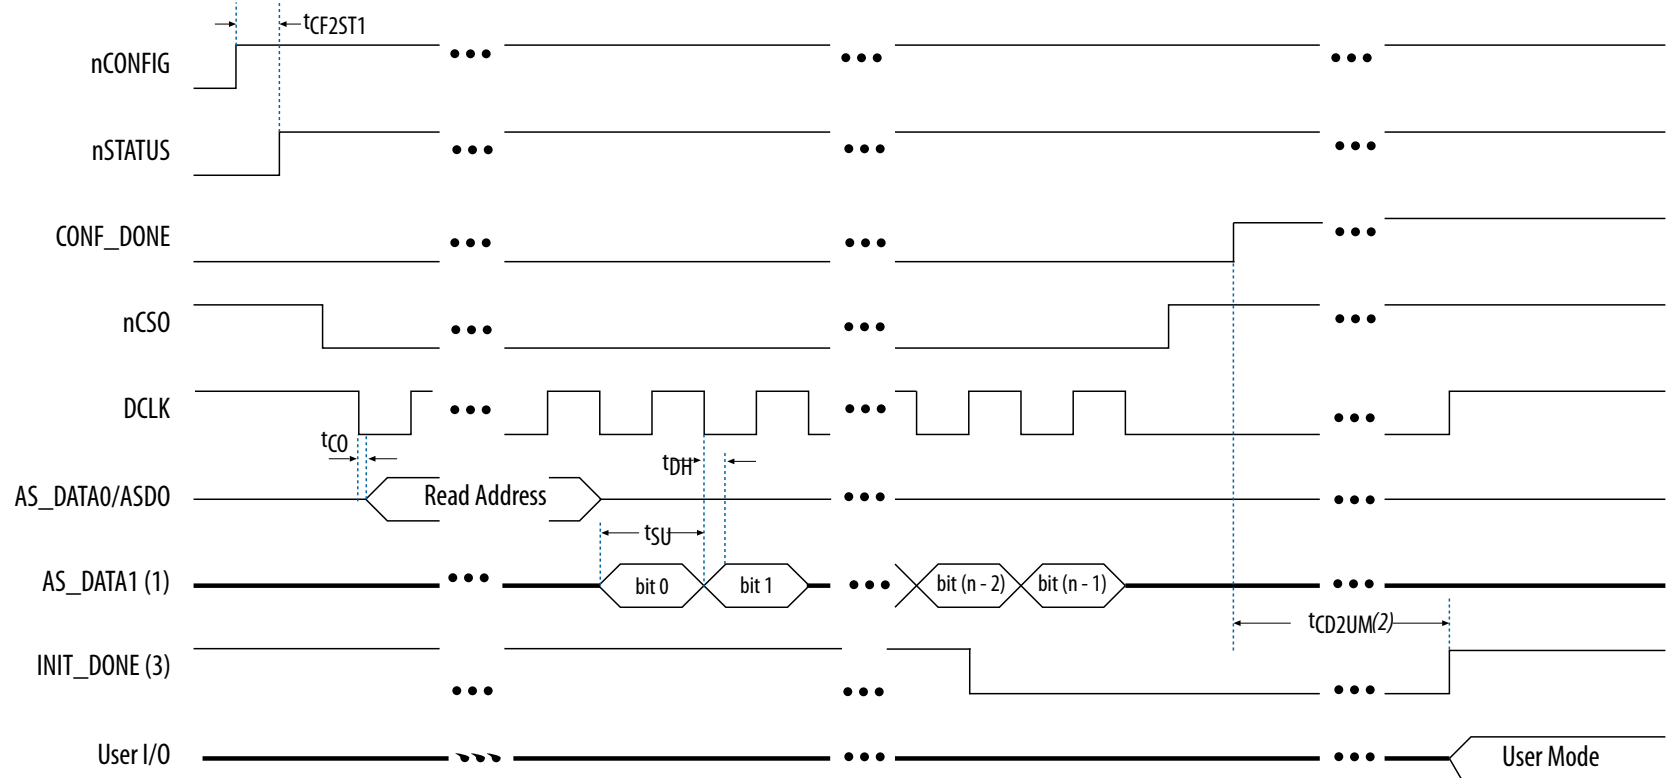 tCF2ST1
nCONFIG
nSTATUS
CONF_DONE
nCSO
DCLK
tCO
tDH
AS_DATA0/ASDO
Read Address
tSU
AS_DATA1 (1)
bit 0
bit 1
bit (n - 2)
bit (n - 1)
tCD2UM(2)
INIT_DONE (3)
User I/O
User Mode